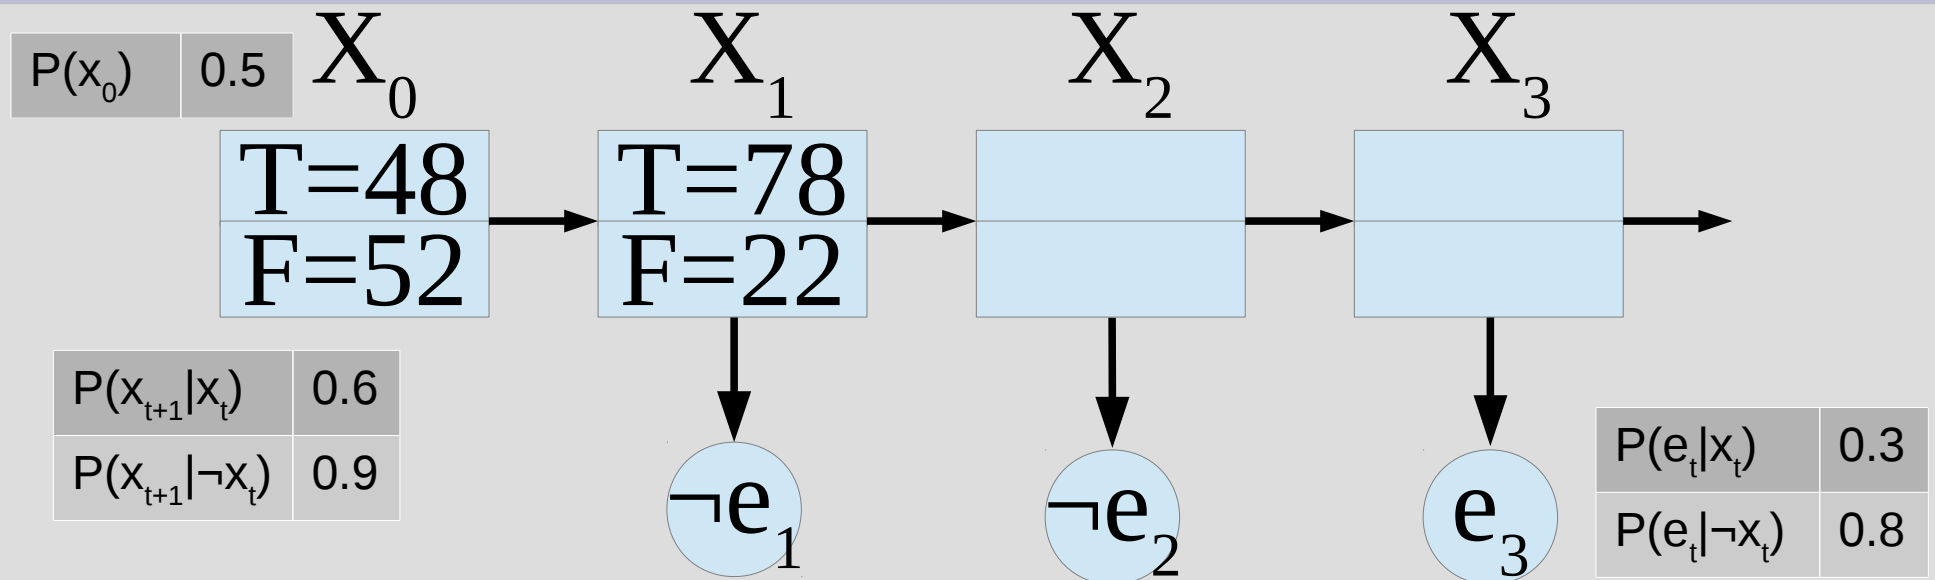 X₀ X₁ X₂ X₃
P(x₀) 0.5
T=48 T=78
F=52 F=22
P(xₜ₊₁|xₜ) 0.6
P(xₜ₊₁|¬xₜ) 0.9
¬e₁ ¬e₂ e₃
P(eₜ|xₜ) 0.3
P(eₜ|¬xₜ) 0.8